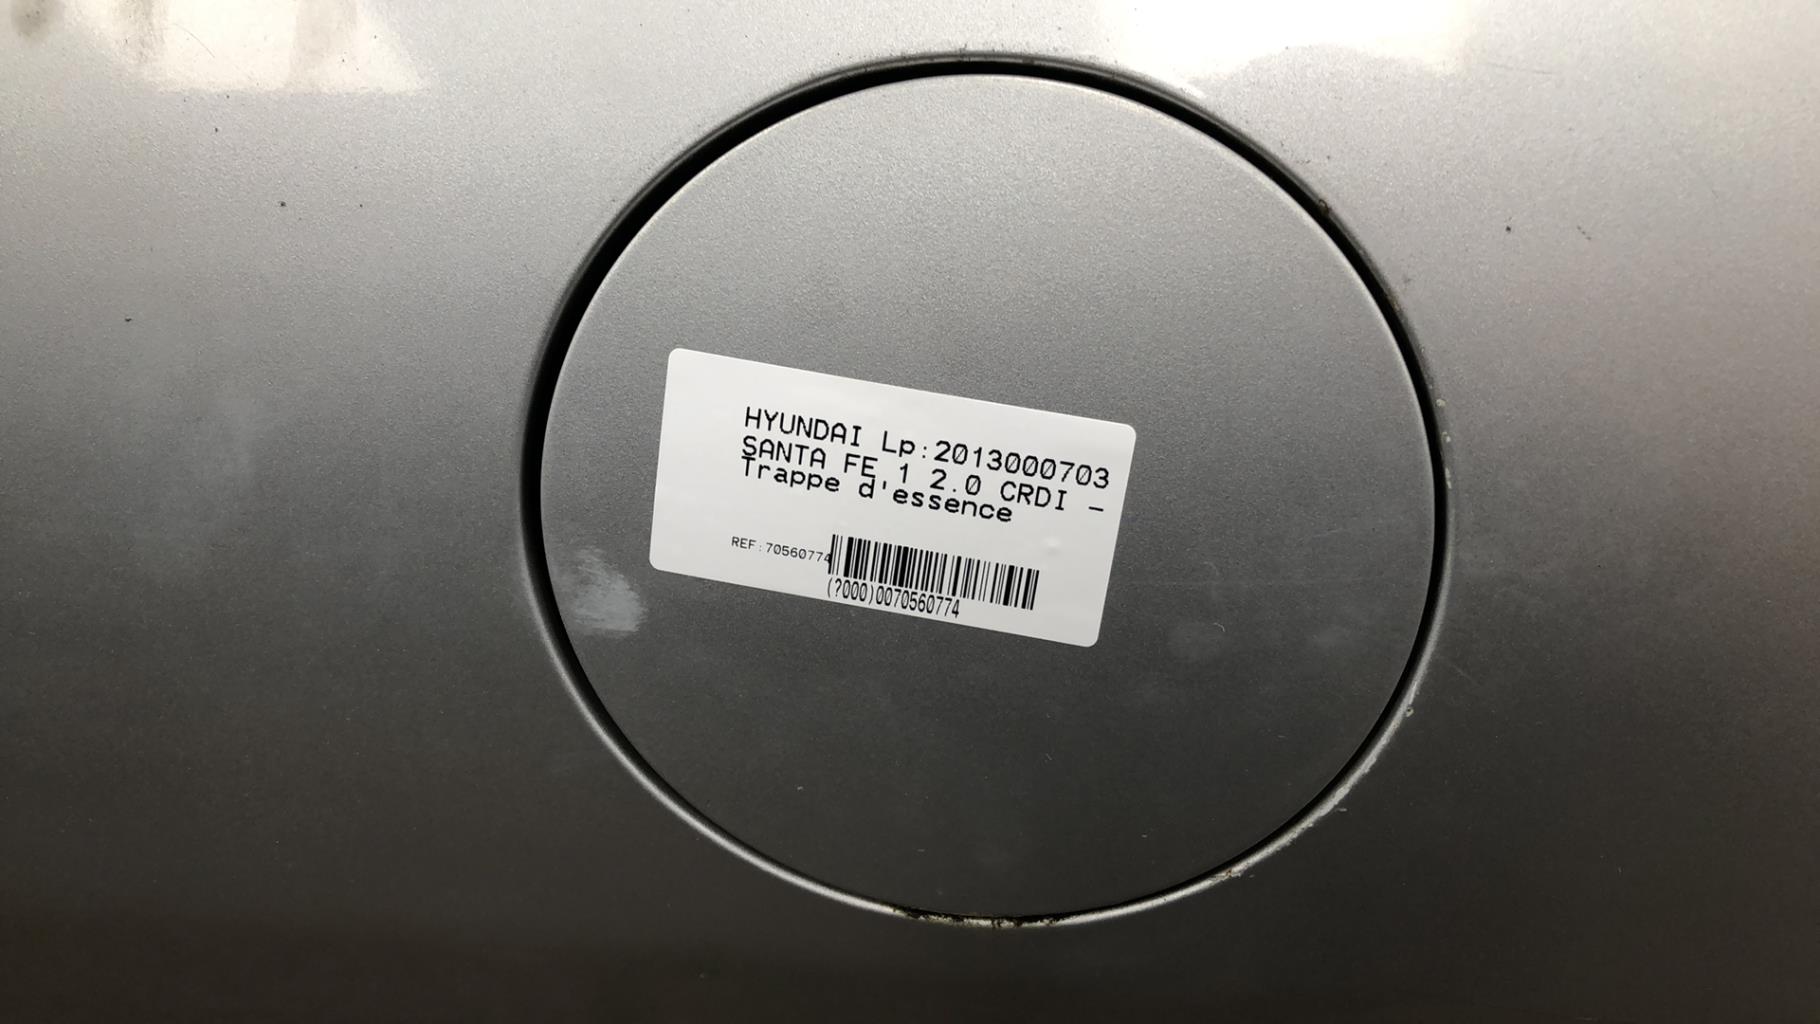 HYUNDAI Lp:2013000703
SANTA FE 1 2.0 CRDI -
Trappe d'essence
REF:70560774
(?000)0070560774